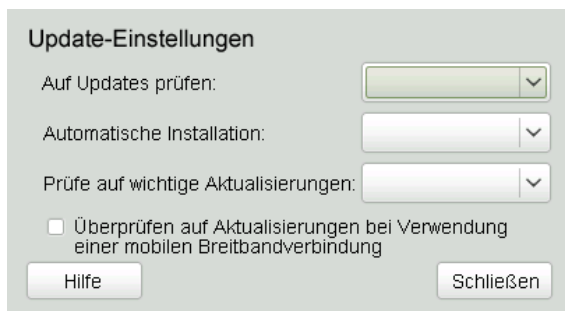 Update-Einstellungen
Auf Updates prüfen:
Automatische Installation:
Prüfe auf wichtige Aktualisierungen:
Überprüfen auf Aktualisierungen bei Verwendung
einer mobilen Breitbandverbindung
Hilfe
Schließen